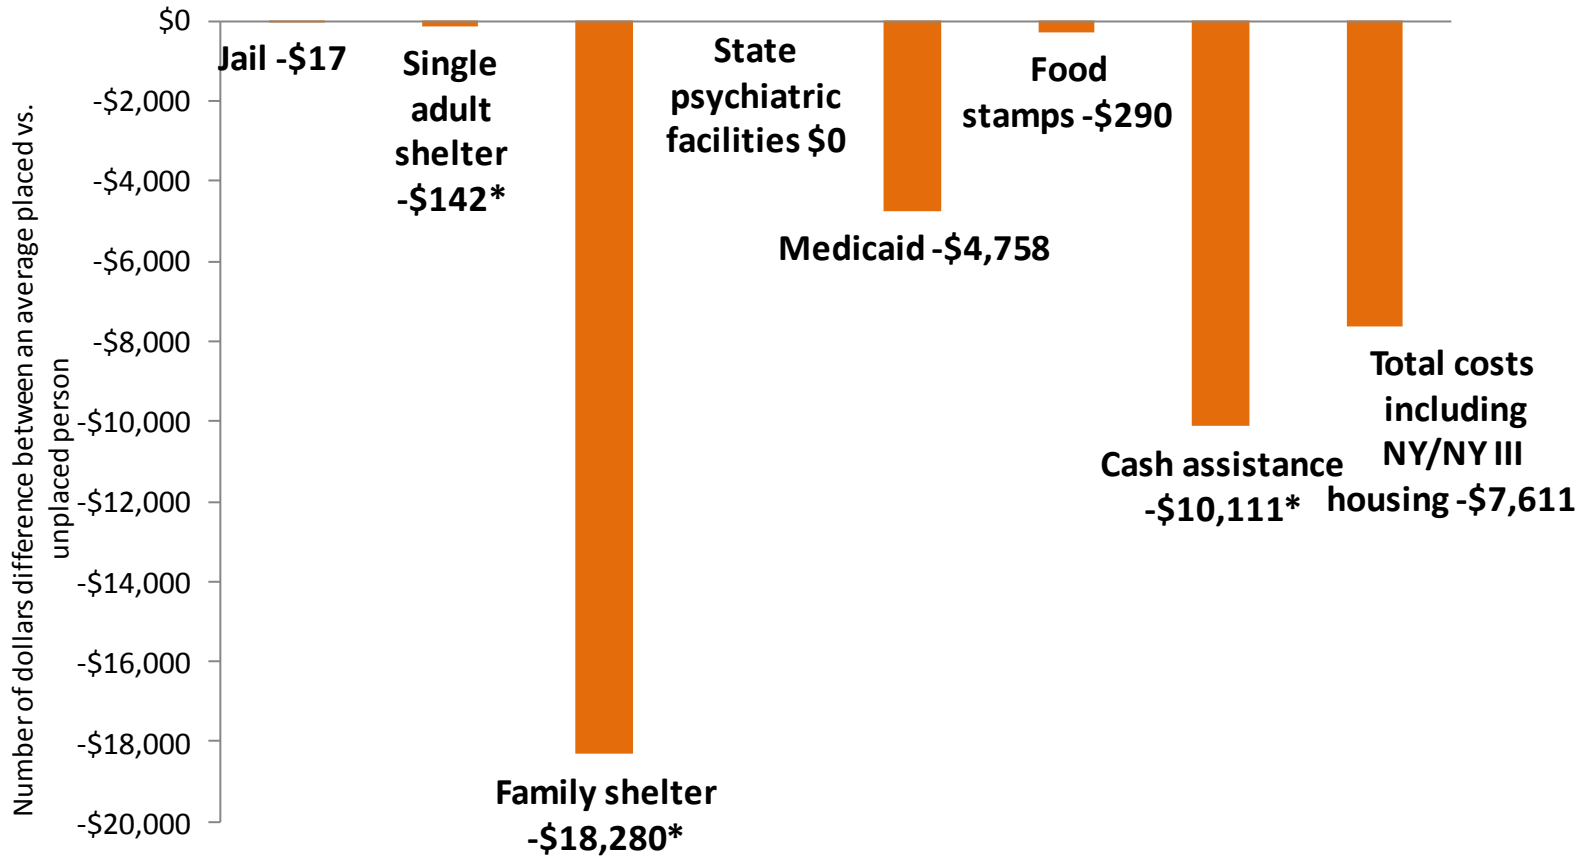 Number of dollars difference between an average placed vs.
unplaced person
$0
-$2,000
-$4,000
-$6,000
-$8,000
-$10,000
-$12,000
-$14,000
-$16,000
-$18,000
-$20,000
Jail -$17
Single
adult
shelter
-$142*
Family shelter
-$18,280*
State
psychiatric
facilities $0
Medicaid -$4,758
Food
stamps -$290
Cash assistance
-$10,111*
Total costs
including
NY/NY III
housing -$7,611